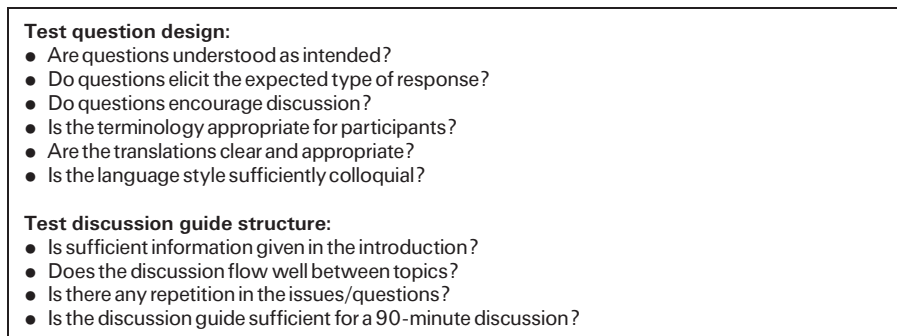 Test question design:
● Are questions understood as intended?
● Do questions elicit the expected type of response?
● Do questions encourage discussion?
● Is the terminology appropriate for participants?
● Are the translations clear and appropriate?
● Is the language style sufficiently colloquial?
Test discussion guide structure:
● Is sufficient information given in the introduction?
● Does the discussion flow well between topics?
● Is there any repetition in the issues/questions?
● Is the discussion guide sufficient for a 90-minute discussion?